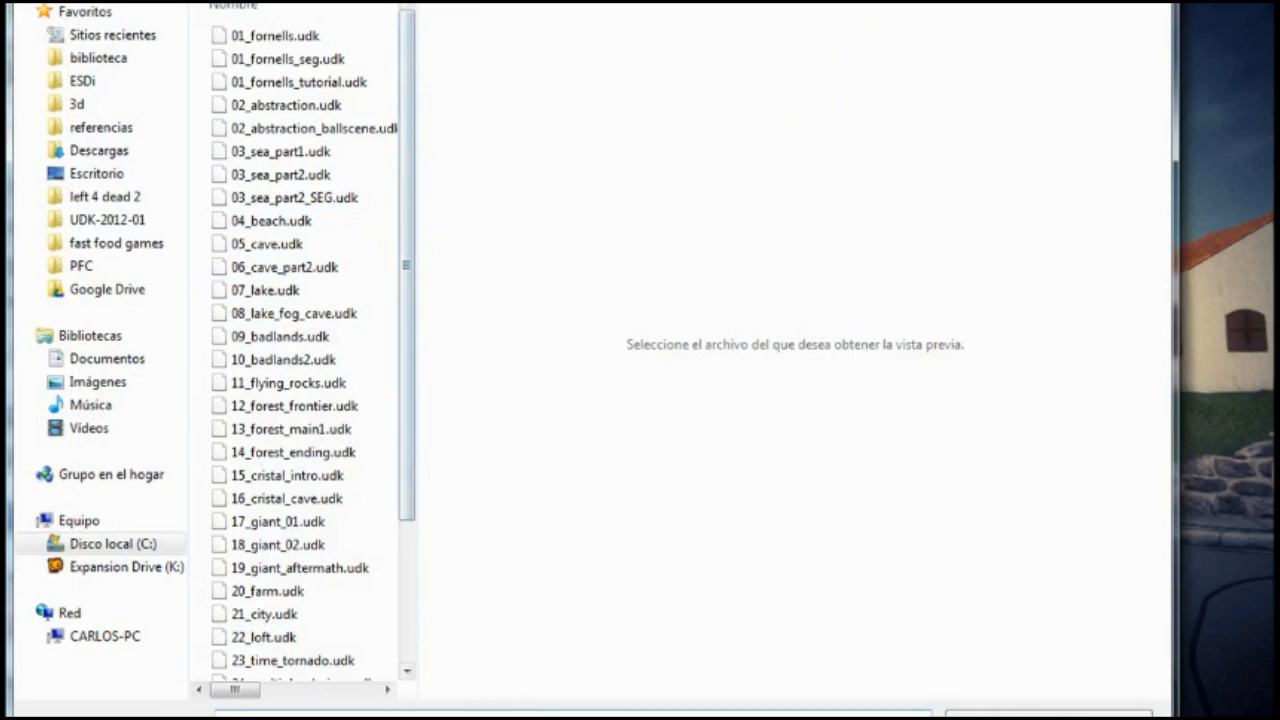 Favoritos
Sitios recientes
biblioteca
ESDi
3d
referencias
Descargas
Escritorio
left 4 dead 2
UDK-2012-01
fast food games
PFC
Google Drive
Bibliotecas
Documentos
Imágenes
Música
Vídeos
Grupo en el hogar
Equipo
Disco local (C:)
Expansion Drive (K:)
Red
CARLOS-PC
Nombre
01_fornells.udk
01_fornells_seg.udk
01_fornells_tutorial.udk
02_abstraction.udk
02_abstraction_ballscene.udk
03_sea_part1.udk
03_sea_part2.udk
03_sea_part2_SEG.udk
04_beach.udk
05_cave.udk
06_cave_part2.udk
07_lake.udk
08_lake_fog_cave.udk
09_badlands.udk
10_badlands2.udk
11_flying_rocks.udk
12_forest_frontier.udk
13_forest_main1.udk
14_forest_ending.udk
15_cristal_intro.udk
16_cristal_cave.udk
17_giant_01.udk
18_giant_02.udk
19_giant_aftermath.udk
20_farm.udk
21_city.udk
22_loft.udk
23_time_tornado.udk
Seleccione el archivo del que desea obtener la vista previa.